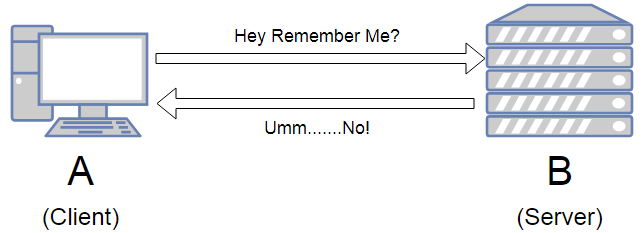 Hey Remember Me?
Umm.......No!
A
B
(Client)
(Server)